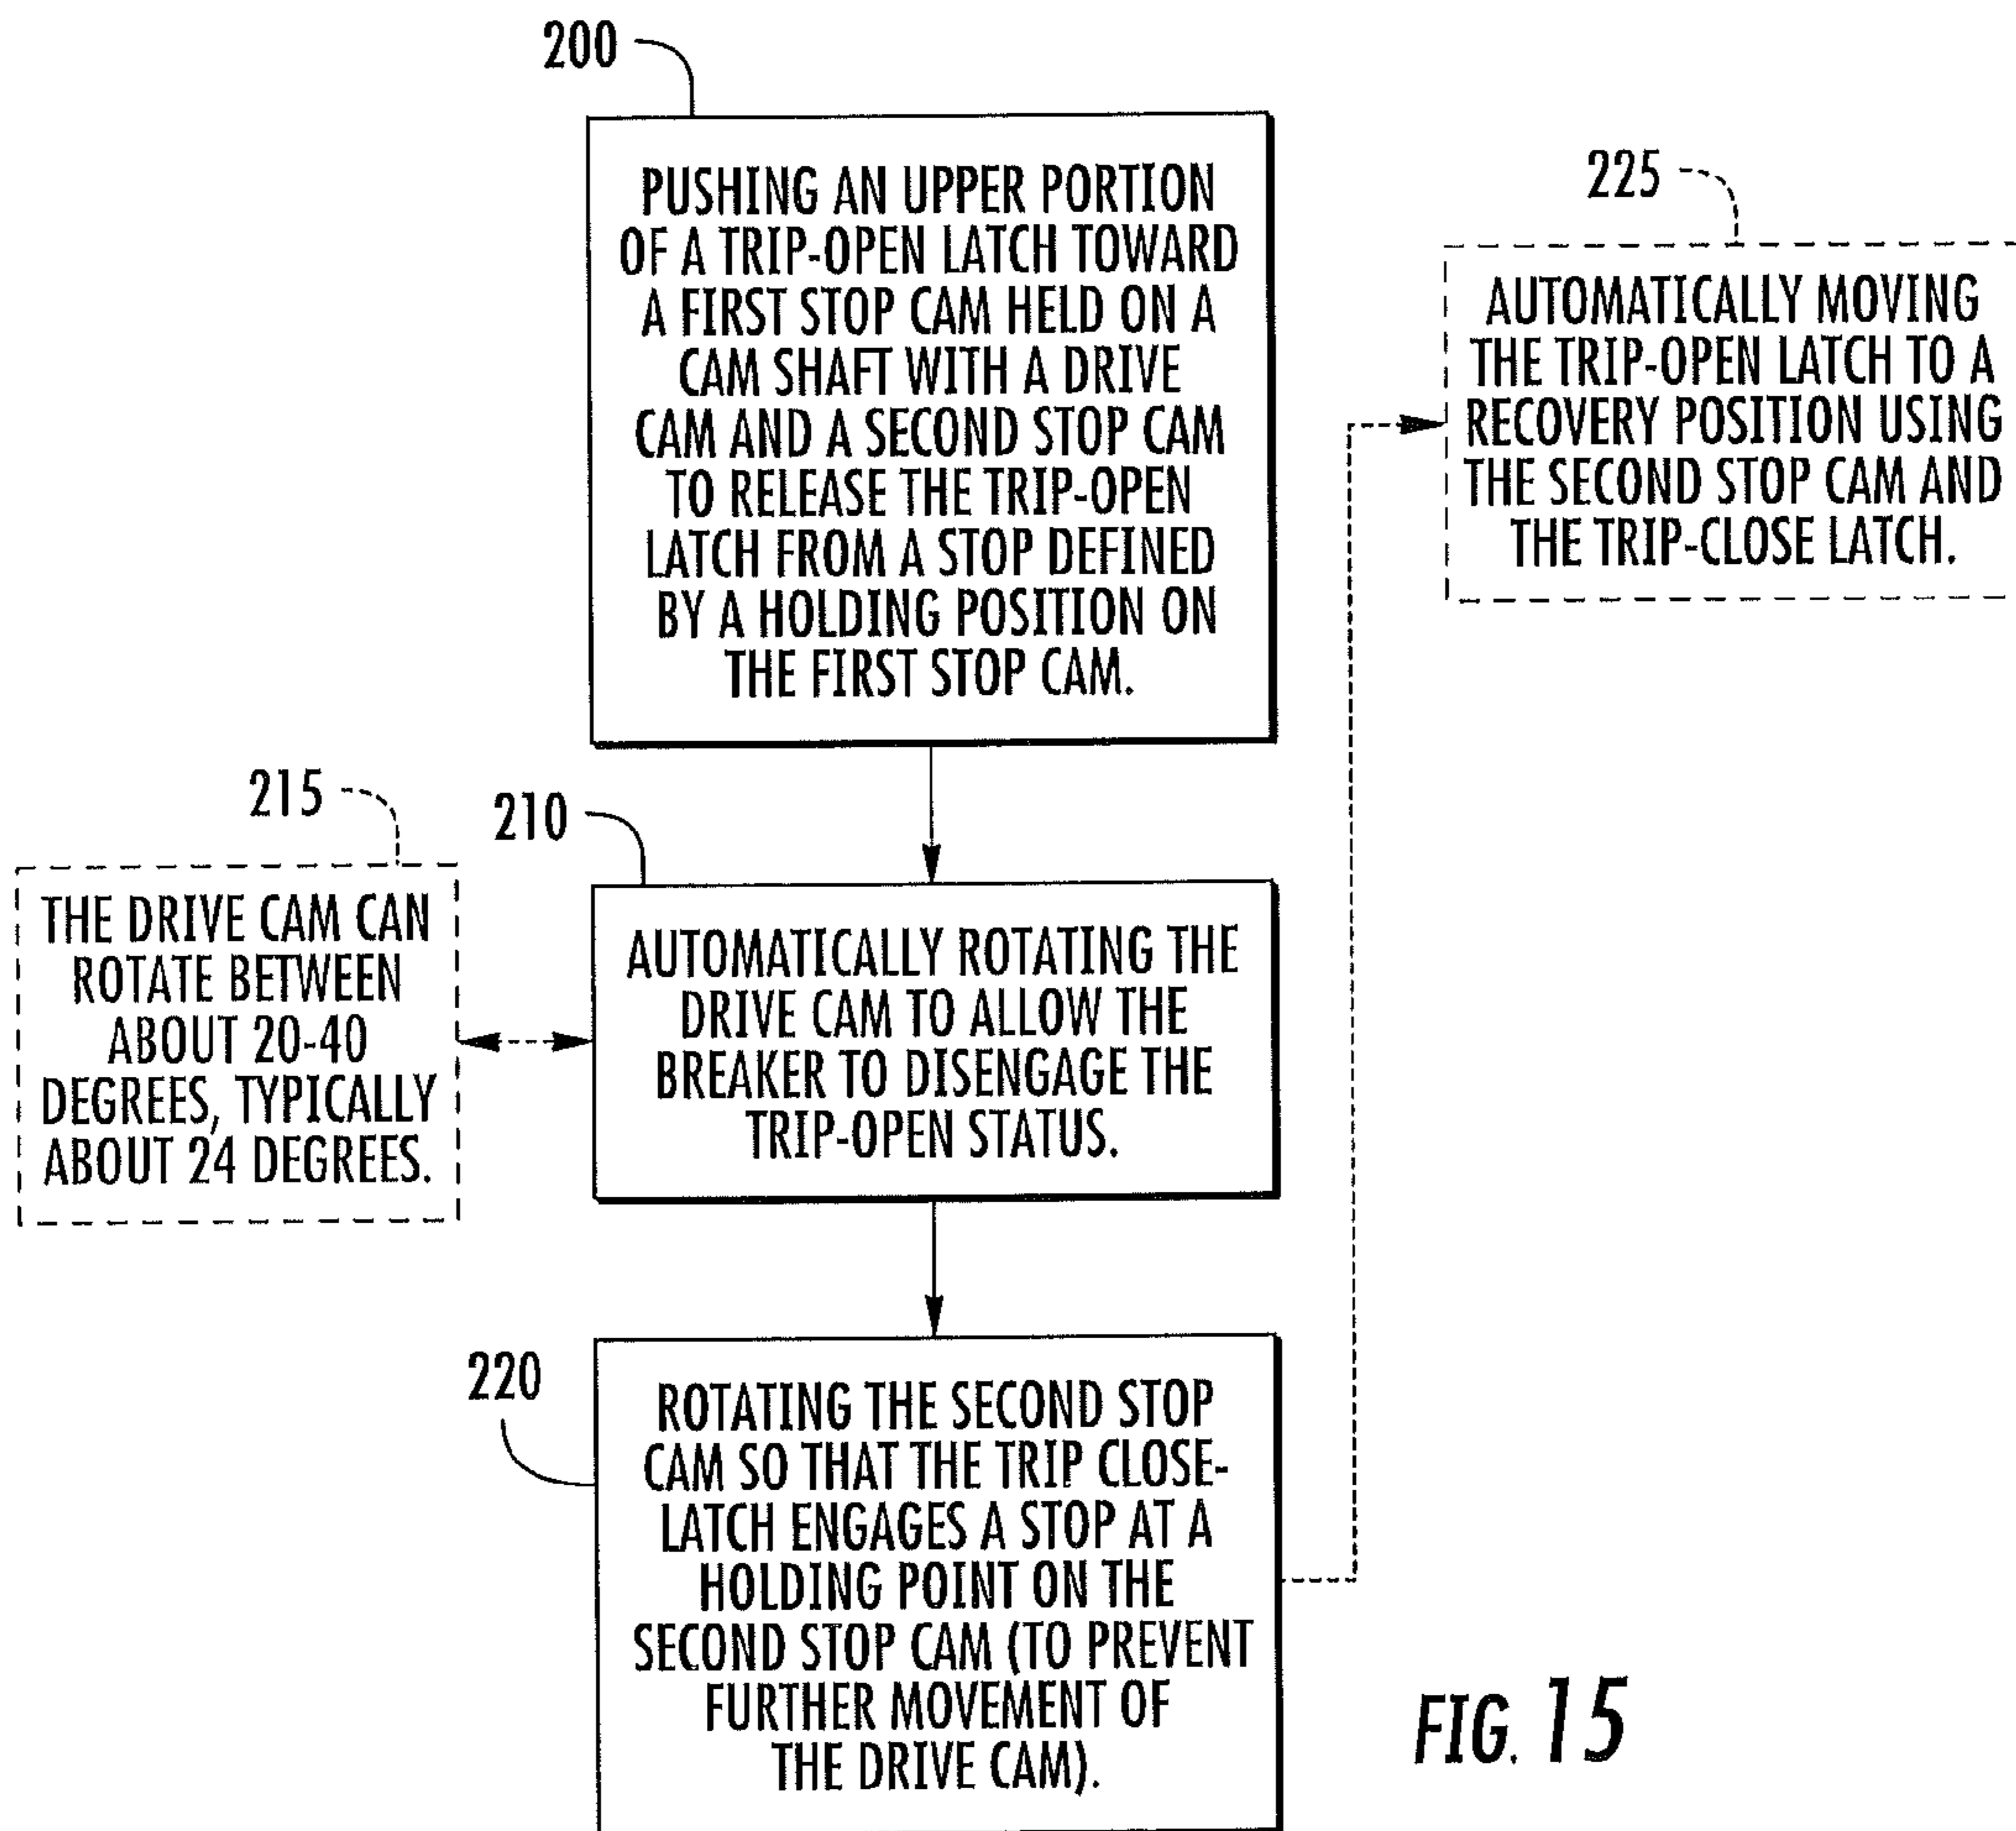 200
PUSHING AN UPPER PORTION
OF A TRIP-OPEN LATCH TOWARD
A FIRST STOP CAM HELD ON A
CAM SHAFT WITH A DRIVE
CAM AND A SECOND STOP CAM
TO RELEASE THE TRIP-OPEN
LATCH FROM A STOP DEFINED
BY A HOLDING POSITION ON
THE FIRST STOP CAM.
225
AUTOMATICALLY MOVING
THE TRIP-OPEN LATCH TO A
RECOVERY POSITION USING
THE SECOND STOP CAM AND
THE TRIP-CLOSE LATCH.
215
THE DRIVE CAM CAN
ROTATE BETWEEN
ABOUT 20-40
DEGREES, TYPICALLY
ABOUT 24 DEGREES.
210
AUTOMATICALLY ROTATING THE
DRIVE CAM TO ALLOW THE
BREAKER TO DISENGAGE THE
TRIP-OPEN STATUS.
220
ROTATING THE SECOND STOP
CAM SO THAT THE TRIP CLOSE-
LATCH ENGAGES A STOP AT A
HOLDING POINT ON THE
SECOND STOP CAM (TO PREVENT
FURTHER MOVEMENT OF
THE DRIVE CAM).
FIG. 15